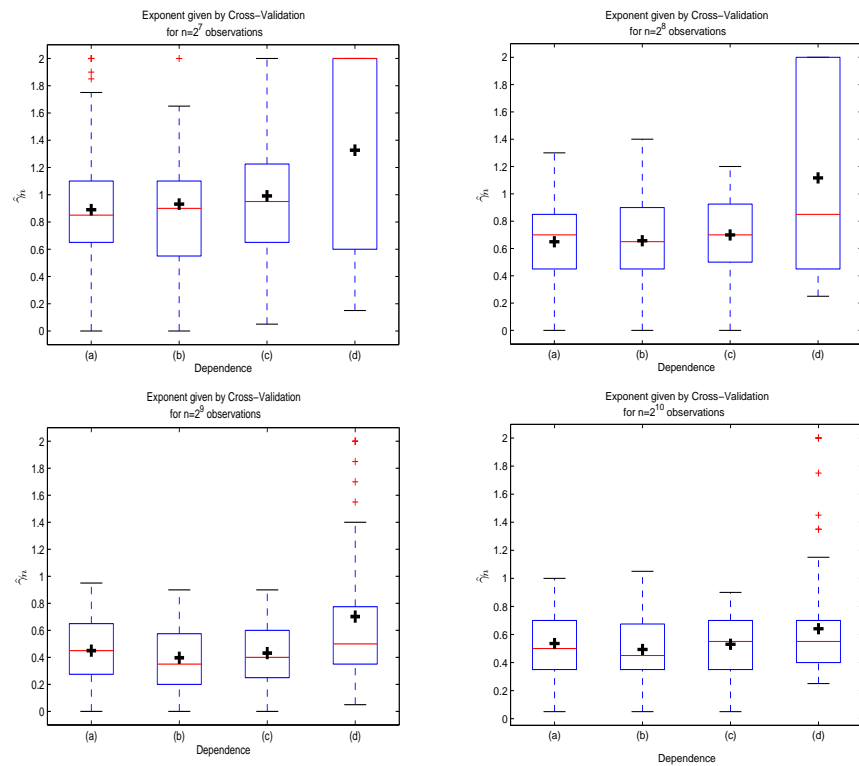 Exponent given by Cross−Validation
for n=2^7 observations
2
1.8
1.6
1.4
1.2
1
0.8
0.6
0.4
0.2
0
γ̂n
(a) (b) (c) (d)
Dependence
Exponent given by Cross−Validation
for n=2^8 observations
2
1.8
1.6
1.4
1.2
1
0.8
0.6
0.4
0.2
0
γ̂n
(a) (b) (c) (d)
Dependence
Exponent given by Cross−Validation
for n=2^9 observations
2
1.8
1.6
1.4
1.2
1
0.8
0.6
0.4
0.2
0
γ̂n
(a) (b) (c) (d)
Dependence
Exponent given by Cross−Validation
for n=2^10 observations
2
1.8
1.6
1.4
1.2
1
0.8
0.6
0.4
0.2
0
γ̂n
(a) (b) (c) (d)
Dependence